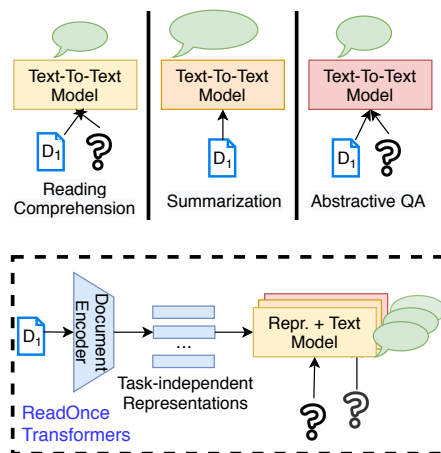 Text-To-Text
Model
D1
?
Reading
Comprehension
Text-To-Text
Model
D1
Summarization
Text-To-Text
Model
D1
?
Abstractive QA
D1
Document
Encoder
...
Task-independent
Representations
Repr. + Text
Model
? ?
ReadOnce
Transformers